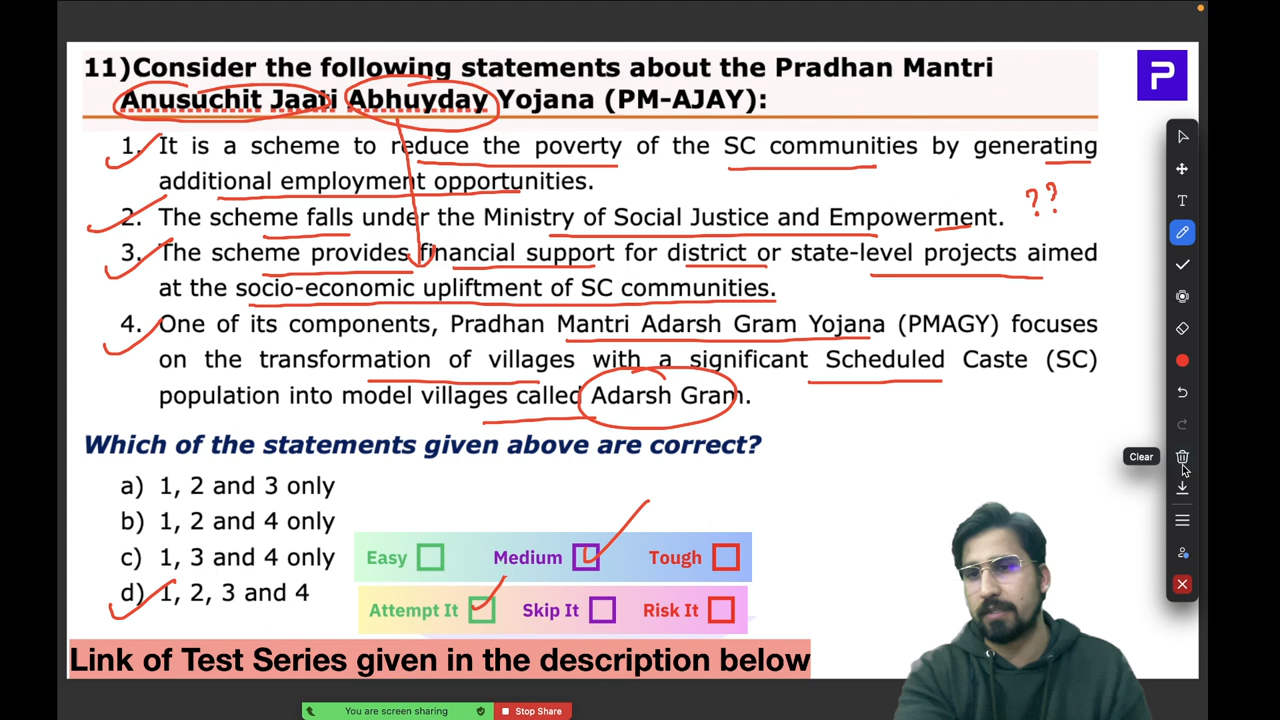 11)Consider the following statements about the Pradhan Mantri
Anusuchit Jaati Abhuyday Yojana (PM-AJAY):
1. It is a scheme to reduce the poverty of the SC communities by generating
additional employment opportunities.
2. The scheme falls under the Ministry of Social Justice and Empowerment.
??
3. The scheme provides financial support for district or state-level projects aimed
at the socio-economic upliftment of SC communities.
4. One of its components, Pradhan Mantri Adarsh Gram Yojana (PMAGY) focuses
on the transformation of villages with a significant Scheduled Caste (SC)
population into model villages called Adarsh Gram.
Which of the statements given above are correct?
a) 1, 2 and 3 only
b) 1, 2 and 4 only
c) 1, 3 and 4 only
d) 1, 2, 3 and 4
Easy Medium Tough
Attempt It Skip It Risk It
Link of Test Series given in the description below
P
T
Clear
You are screen sharing Stop Share